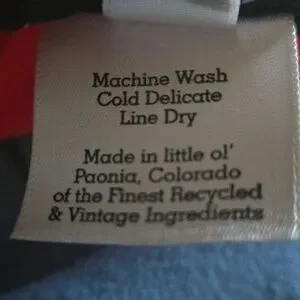 Machine Wash
Cold Delicate
Line Dry
Made in little ol'
Paonia, Colorado
of the Finest Recycled
& Vintage Ingredients